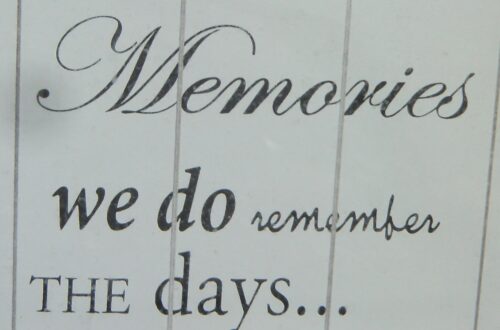 Memories
we do remember
THE days...